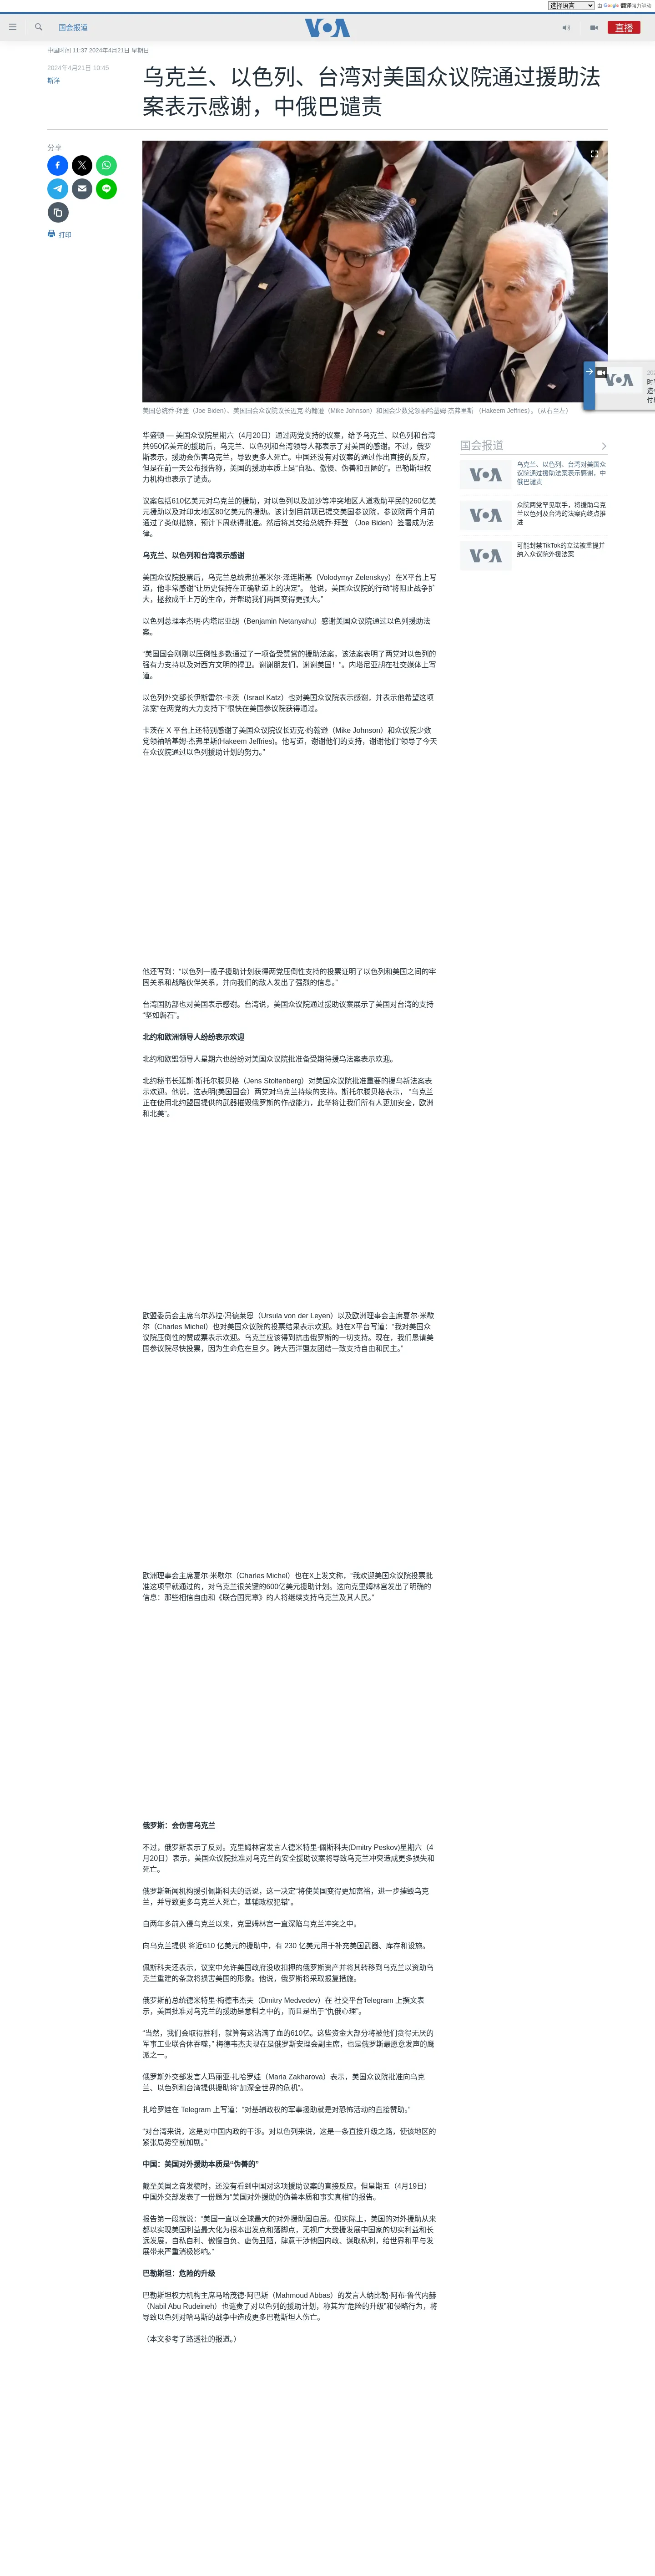 选择语言 由 Google 翻译强力驱动
国会报道
VOA
直播
中国时间 11:37 2024年4月21日 星期日
2024年4月21日 10:45
斯洋
乌克兰、以色列、台湾对美国众议院通过援助法
案表示感谢，中俄巴谴责
分享
打印
美国总统乔·拜登（Joe Biden）、美国国会众议院议长迈克·约翰逊（Mike Johnson）和国会少数党领袖哈基姆·杰弗里斯 （Hakeem Jeffries）。（从右至左）
华盛顿 — 美国众议院星期六（4月20日）通过两党支持的议案，给予乌克兰、以色列和台湾
共950亿美元的援助后，乌克兰、以色列和台湾领导人都表示了对美国的感谢。不过，俄罗
斯表示，援助会伤害乌克兰，导致更多人死亡。中国还没有对议案的通过作出直接的反应，
但是在前一天公布报告称，美国的援助本质上是“自私、傲慢、伪善和丑陋的”。巴勒斯坦权
力机构也表示了谴责。
议案包括610亿美元对乌克兰的援助，对以色列以及加沙等冲突地区人道救助平民的260亿美
元援助以及对印太地区80亿美元的援助。该计划目前现已提交美国参议院，参议院两个月前
通过了类似措施，预计下周获得批准。然后将其交给总统乔·拜登 （Joe Biden）签署成为法
律。
乌克兰、以色列和台湾表示感谢
美国众议院投票后，乌克兰总统弗拉基米尔·泽连斯基（Volodymyr Zelenskyy）在X平台上写
道，他非常感谢“让历史保持在正确轨道上的决定”。 他说，美国众议院的行动“将阻止战争扩
大，拯救成千上万的生命，并帮助我们两国变得更强大。”
以色列总理本杰明·内塔尼亚胡（Benjamin Netanyahu）感谢美国众议院通过以色列援助法
案。
“美国国会刚刚以压倒性多数通过了一项备受赞赏的援助法案，该法案表明了两党对以色列的
强有力支持以及对西方文明的捍卫。谢谢朋友们，谢谢美国！”。内塔尼亚胡在社交媒体上写
道。
以色列外交部长伊斯雷尔·卡茨（Israel Katz）也对美国众议院表示感谢，并表示他希望这项
法案“在两党的大力支持下”很快在美国参议院获得通过。
卡茨在 X 平台上还特别感谢了美国众议院议长迈克·约翰逊（Mike Johnson）和众议院少数
党领袖哈基姆·杰弗里斯(Hakeem Jeffries)。他写道，谢谢他们的支持，谢谢他们“领导了今天
在众议院通过以色列援助计划的努力。”
他还写到：“以色列一揽子援助计划获得两党压倒性支持的投票证明了以色列和美国之间的牢
固关系和战略伙伴关系，并向我们的敌人发出了强烈的信息。”
台湾国防部也对美国表示感谢。台湾说，美国众议院通过援助议案展示了美国对台湾的支持
“坚如磐石”。
北约和欧洲领导人纷纷表示欢迎
北约和欧盟领导人星期六也纷纷对美国众议院批准备受期待援乌法案表示欢迎。
北约秘书长延斯·斯托尔滕贝格（Jens Stoltenberg）对美国众议院批准重要的援乌新法案表
示欢迎。他说，这表明(美国国会）两党对乌克兰持续的支持。斯托尔滕贝格表示， “乌克兰
正在使用北约盟国提供的武器摧毁俄罗斯的作战能力，此举将让我们所有人更加安全，欧洲
和北美”。
欧盟委员会主席乌尔苏拉·冯德莱恩（Ursula von der Leyen）以及欧洲理事会主席夏尔·米歇
尔（Charles Michel）也对美国众议院的投票结果表示欢迎。她在X平台写道：“我对美国众
议院压倒性的赞成票表示欢迎。乌克兰应该得到抗击俄罗斯的一切支持。现在，我们恳请美
国参议院尽快投票，因为生命危在旦夕。跨大西洋盟友团结一致支持自由和民主。”
欧洲理事会主席夏尔·米歇尔（Charles Michel）也在X上发文称，“我欢迎美国众议院投票批
准这项早就通过的，对乌克兰很关键的600亿美元援助计划。这向克里姆林宫发出了明确的
信息：那些相信自由和《联合国宪章》的人将继续支持乌克兰及其人民。”
俄罗斯：会伤害乌克兰
不过，俄罗斯表示了反对。克里姆林宫发言人德米特里·佩斯科夫(Dmitry Peskov)星期六（4
月20日）表示，美国众议院批准对乌克兰的安全援助议案将导致乌克兰冲突造成更多损失和
死亡。
俄罗斯新闻机构援引佩斯科夫的话说，这一决定“将使美国变得更加富裕，进一步摧毁乌克
兰，并导致更多乌克兰人死亡，基辅政权犯错”。
自两年多前入侵乌克兰以来，克里姆林宫一直深陷乌克兰冲突之中。
向乌克兰提供 将近610 亿美元的援助中，有 230 亿美元用于补充美国武器、库存和设施。
佩斯科夫还表示，议案中允许美国政府没收扣押的俄罗斯资产并将其转移到乌克兰以资助乌
克兰重建的条款将损害美国的形象。他说，俄罗斯将采取报复措施。
俄罗斯前总统德米特里·梅德韦杰夫（Dmitry Medvedev）在 社交平台Telegram 上撰文表
示，美国批准对乌克兰的援助是意料之中的，而且是出于“仇俄心理”。
“当然，我们会取得胜利，就算有这沾满了血的610亿。这些资金大部分将被他们贪得无厌的
军事工业联合体吞噬，” 梅德韦杰夫现在是俄罗斯安理会副主席，也是俄罗斯最愿意发声的鹰
派之一。
俄罗斯外交部发言人玛丽亚·扎哈罗娃（Maria Zakharova）表示，美国众议院批准向乌克
兰、以色列和台湾提供援助将“加深全世界的危机”。
扎哈罗娃在 Telegram 上写道：“对基辅政权的军事援助就是对恐怖活动的直接赞助。”
“对台湾来说，这是对中国内政的干涉。对以色列来说，这是一条直接升级之路，使该地区的
紧张局势空前加剧。”
中国：美国对外援助本质是“伪善的”
截至美国之音发稿时，还没有看到中国对这项援助议案的直接反应。但星期五（4月19日）
中国外交部发表了一份题为“美国对外援助的伪善本质和事实真相”的报告。
报告第一段就说：“美国一直以全球最大的对外援助国自居。但实际上，美国的对外援助从来
都以实现美国利益最大化为根本出发点和落脚点，无视广大受援发展中国家的切实利益和长
远发展，自私自利、傲慢自负、虚伪丑陋，肆意干涉他国内政、谋取私利，给世界和平与发
展带来严重消极影响。”
巴勒斯坦：危险的升级
巴勒斯坦权力机构主席马哈茂德·阿巴斯（Mahmoud Abbas）的发言人纳比勒·阿布·鲁代内赫
（Nabil Abu Rudeineh）也谴责了对以色列的援助计划，称其为“危险的升级”和侵略行为，将
导致以色列对哈马斯的战争中造成更多巴勒斯坦人伤亡。
（本文参考了路透社的报道。）
国会报道
VOA
乌克兰、以色列、台湾对美国众
议院通过援助法案表示感谢，中
俄巴谴责
VOA
众院两党罕见联手，将援助乌克
兰以色列及台湾的法案向终点推
进
VOA
可能封禁TikTok的立法被重提并
纳入众议院外援法案
VOA